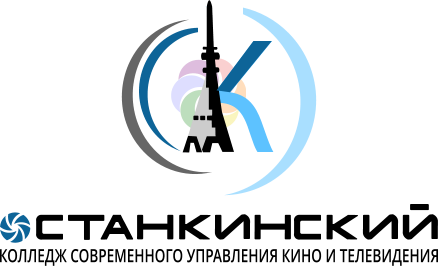 К
ОСТАНКИНСКИЙ
КОЛЛЕДЖ СОВРЕМЕННОГО УПРАВЛЕНИЯ КИНО И ТЕЛЕВИДЕНИЯ